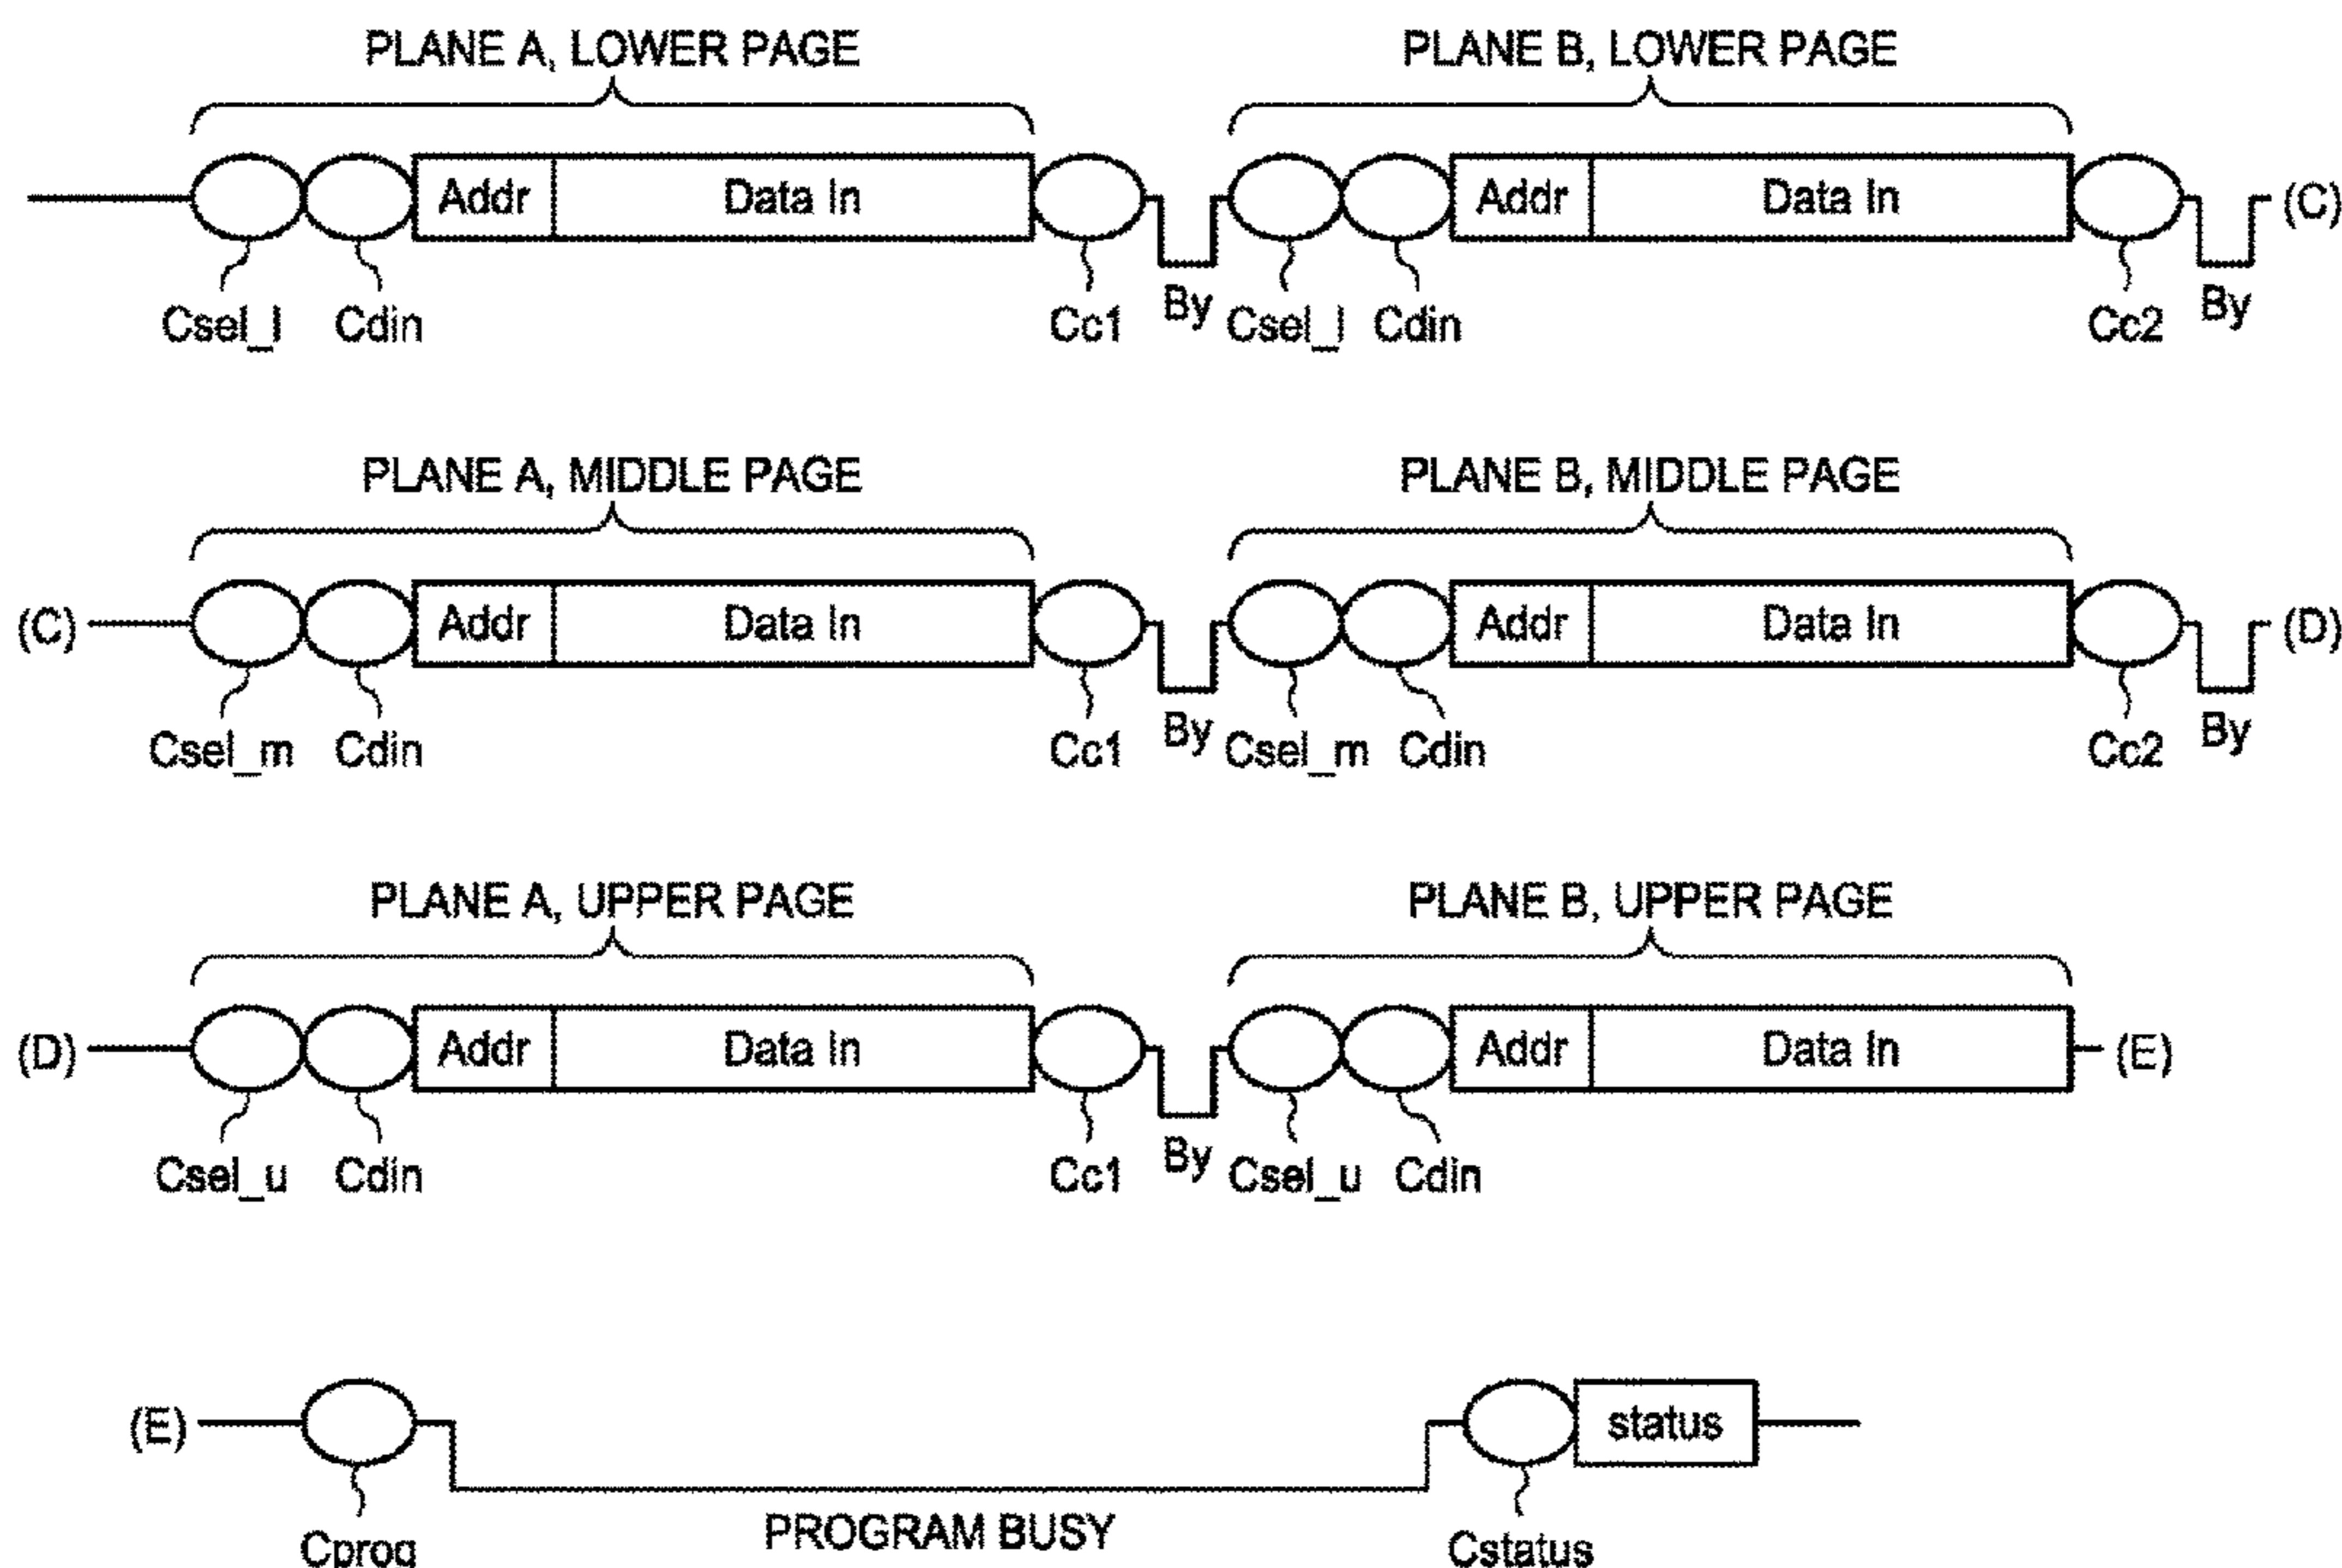 PLANE A, LOWER PAGE PLANE B, LOWER PAGE
Addr Data In Addr Data In (C)
Csel_l Cdin Cc1 By Csel_l Cdin Cc2 By
PLANE A, MIDDLE PAGE PLANE B, MIDDLE PAGE
(C) Addr Data In Addr Data In (D)
Csel_m Cdin Cc1 By Csel_m Cdin Cc2 By
PLANE A, UPPER PAGE PLANE B, UPPER PAGE
(D) Addr Data In Addr Data In (E)
Csel_u Cdin Cc1 By Csel_u Cdin
(E) status
Cprog PROGRAM BUSY Cstatus